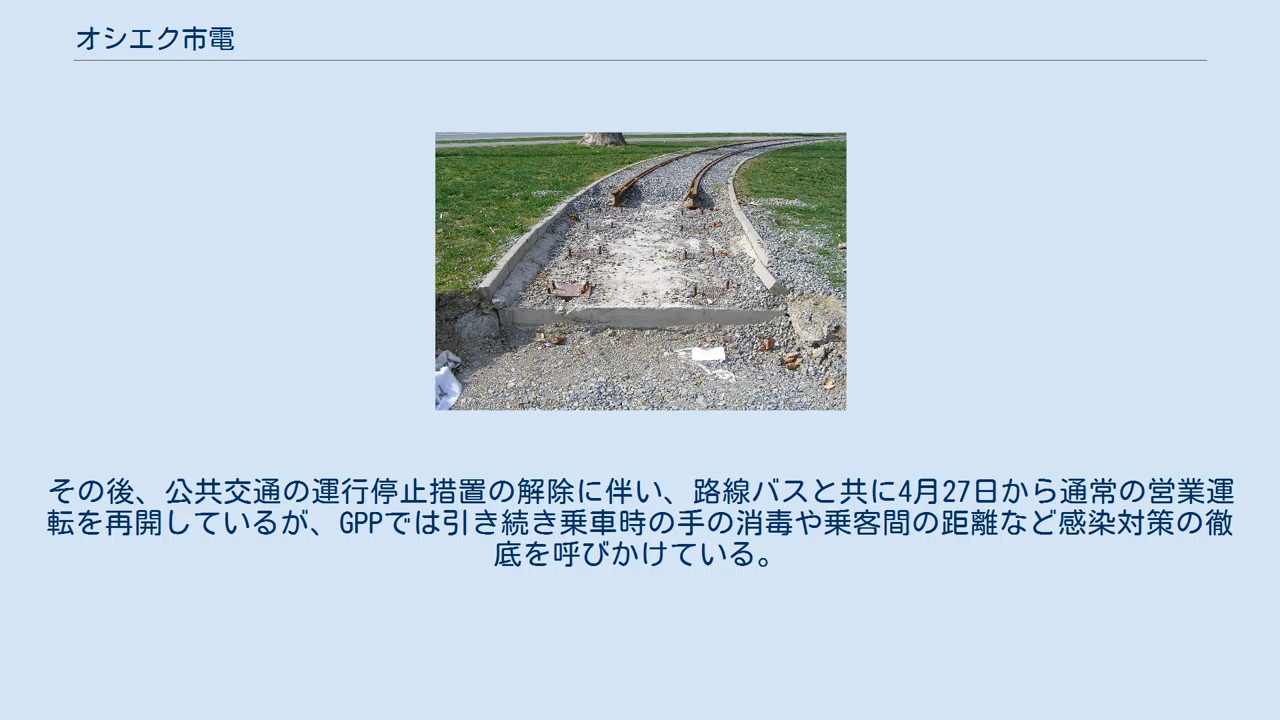 オシエク市電
その後、公共交通の運行停止措置の解除に伴い、路線バスと共に4月27日から通常の営業運
転を再開しているが、GPPでは引き続き乗車時の手の消毒や乗客間の距離など感染対策の徹
底を呼びかけている。